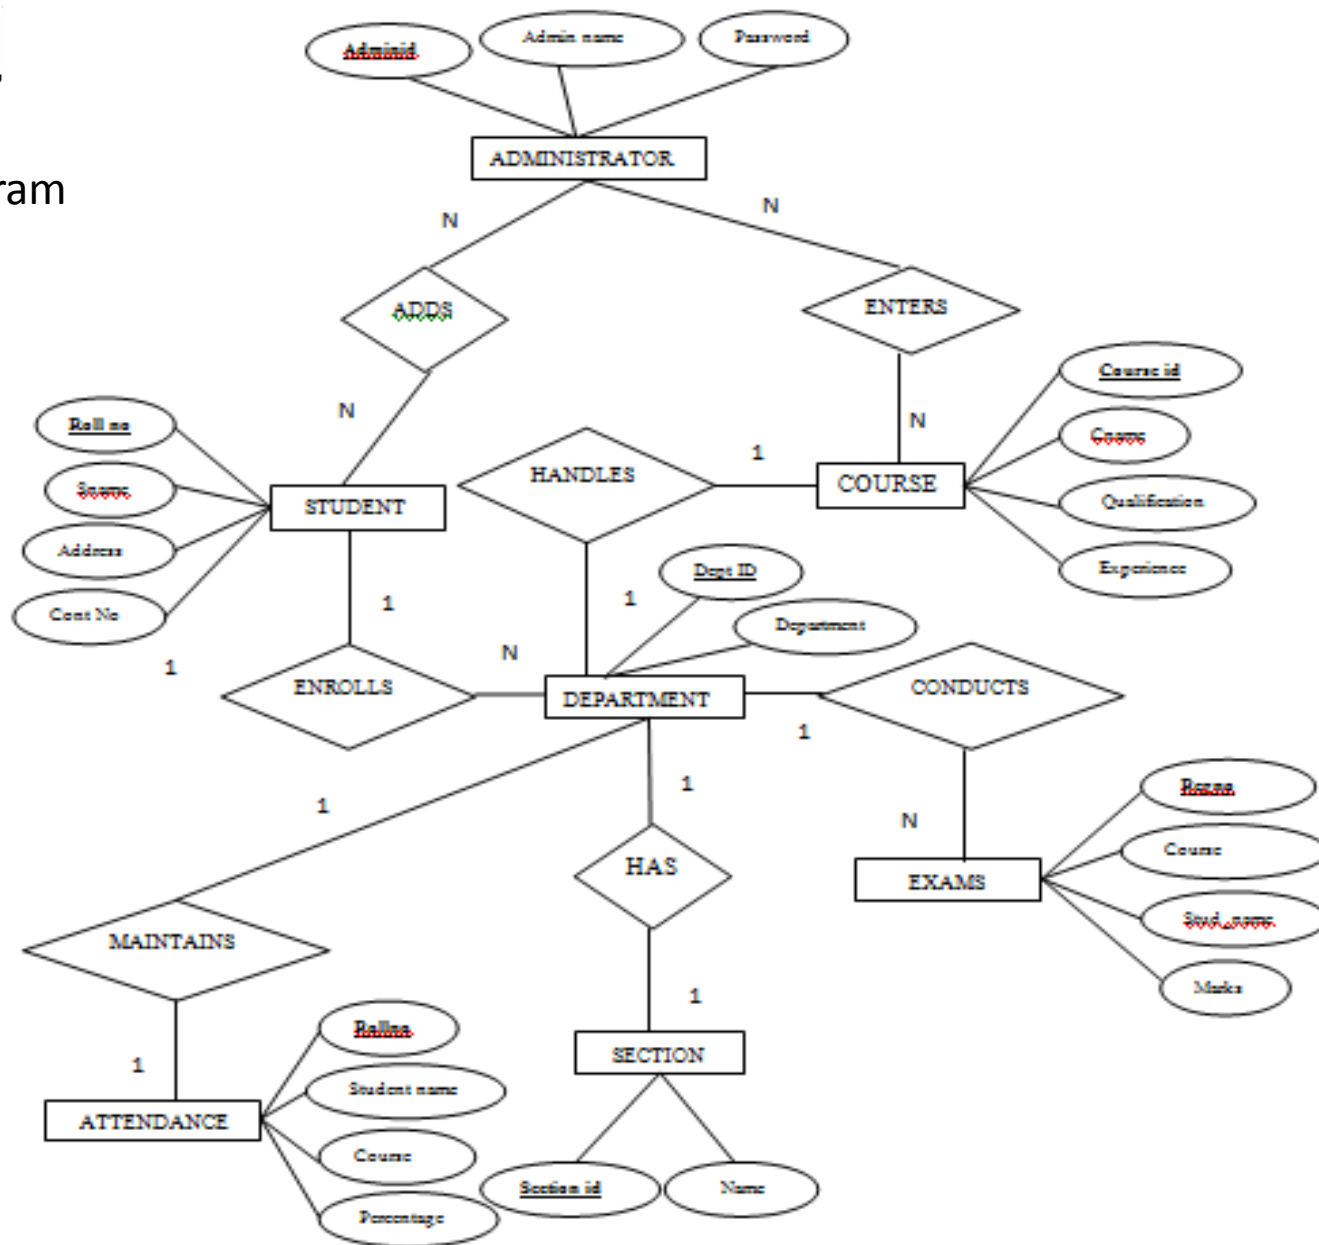 ram
Adminid
Admin name
Password
ADMINISTRATOR
N
N
ADDS
ENTERS
Course id
N
N
Roll no
Cname
1
HANDLES
COURSE
Sname
Qualification
STUDENT
Address
Dept ID
Experience
1
1
Cont No
Department
N
1
ENROLLS
CONDUCTS
DEPARTMENT
1
1
1
N
Course
HAS
EXAMS
Stud_name
MAINTAINS
Marks
1
Rollno
SECTION
1
Student name
ATTENDANCE
Course
Section id
Name
Percentage